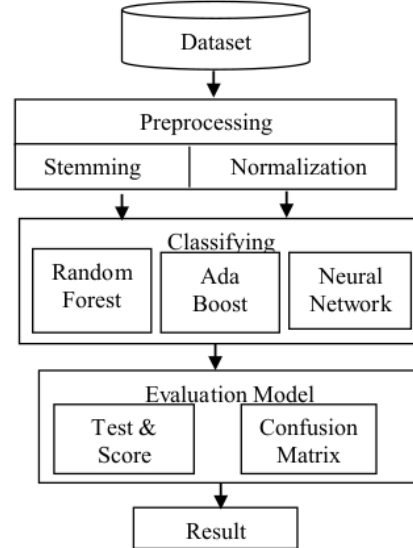 Dataset
Preprocessing
Stemming
Normalization
Classifying
Random
Forest
Ada
Boost
Neural
Network
Evaluation Model
Test &
Score
Confusion
Matrix
Result